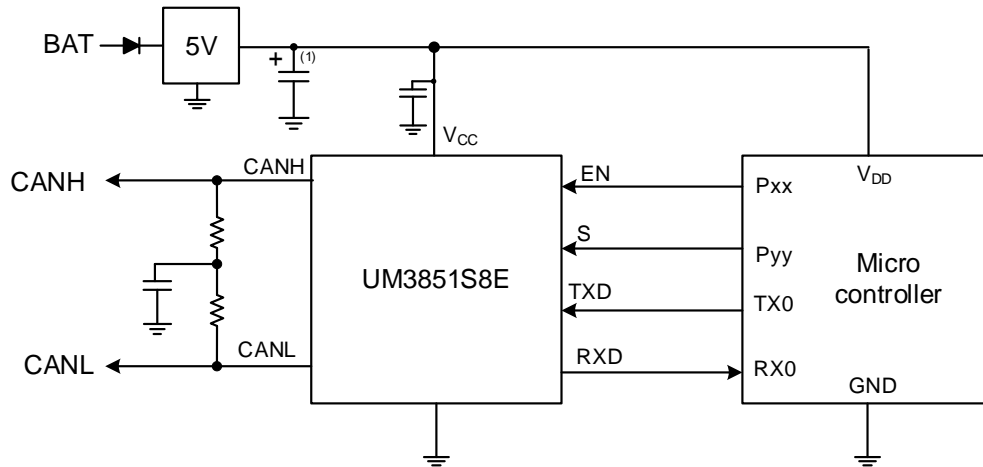 BAT
5V
+ (1)
VCC
CANH
CANH
EN
Pxx
VDD
S
Pyy
UM3851S8E
Micro
controller
TXD
TX0
CANL
CANL
RXD
RX0
GND